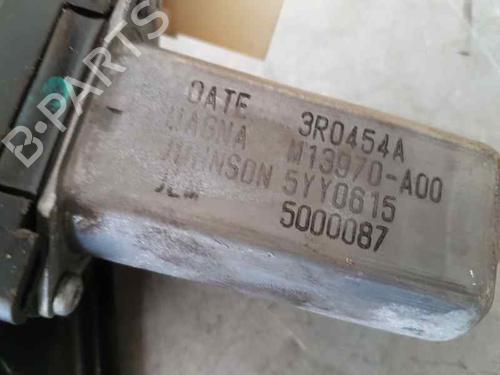 B-PARTS
DATE 3R0454A
MAGNA M13970-A00
JOHNSON 5YY0615
5000087